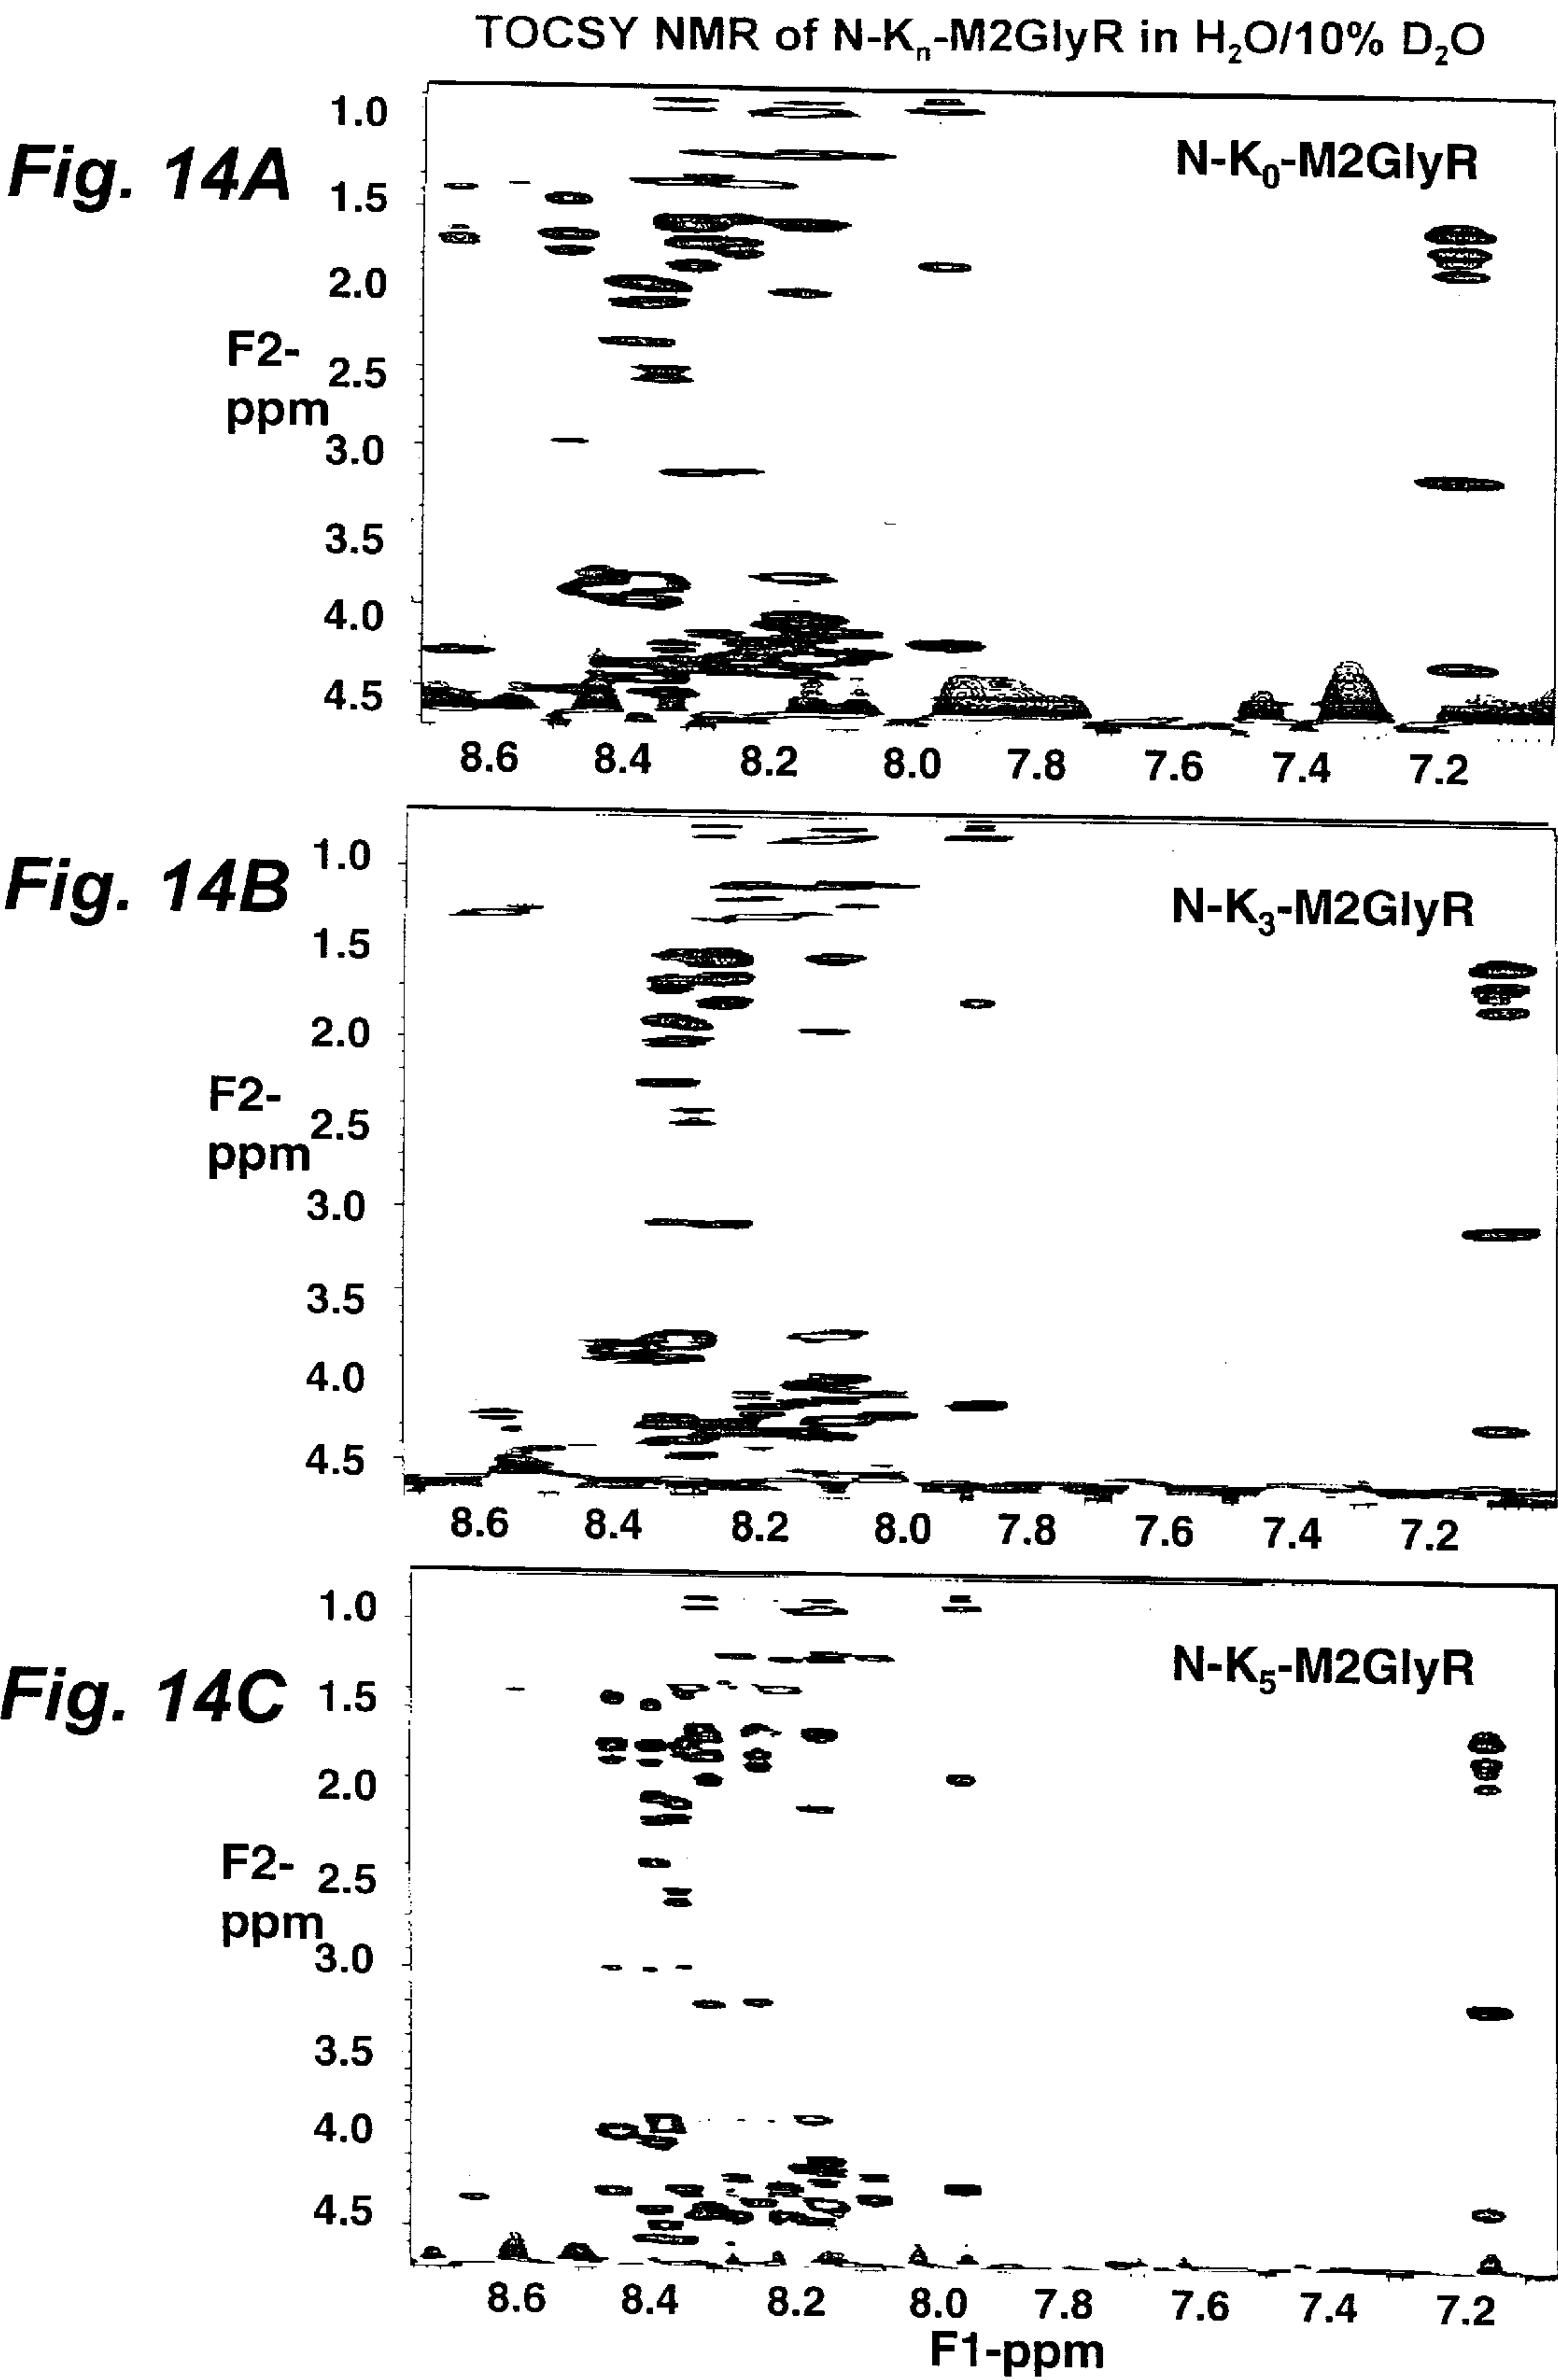 TOCSY NMR of N-Kn-M2GlyR in H2O/10% D2O
Fig. 14A
N-K0-M2GlyR
1.0
1.5
2.0
F2-
ppm
2.5
3.0
3.5
4.0
4.5
8.6 8.4 8.2 8.0 7.8 7.6 7.4 7.2
Fig. 14B
N-K3-M2GlyR
1.0
1.5
2.0
F2-
ppm
2.5
3.0
3.5
4.0
4.5
8.6 8.4 8.2 8.0 7.8 7.6 7.4 7.2
Fig. 14C
N-K5-M2GlyR
1.0
1.5
2.0
F2-
ppm
2.5
3.0
3.5
4.0
4.5
8.6 8.4 8.2 8.0 7.8 7.6 7.4 7.2
F1-ppm